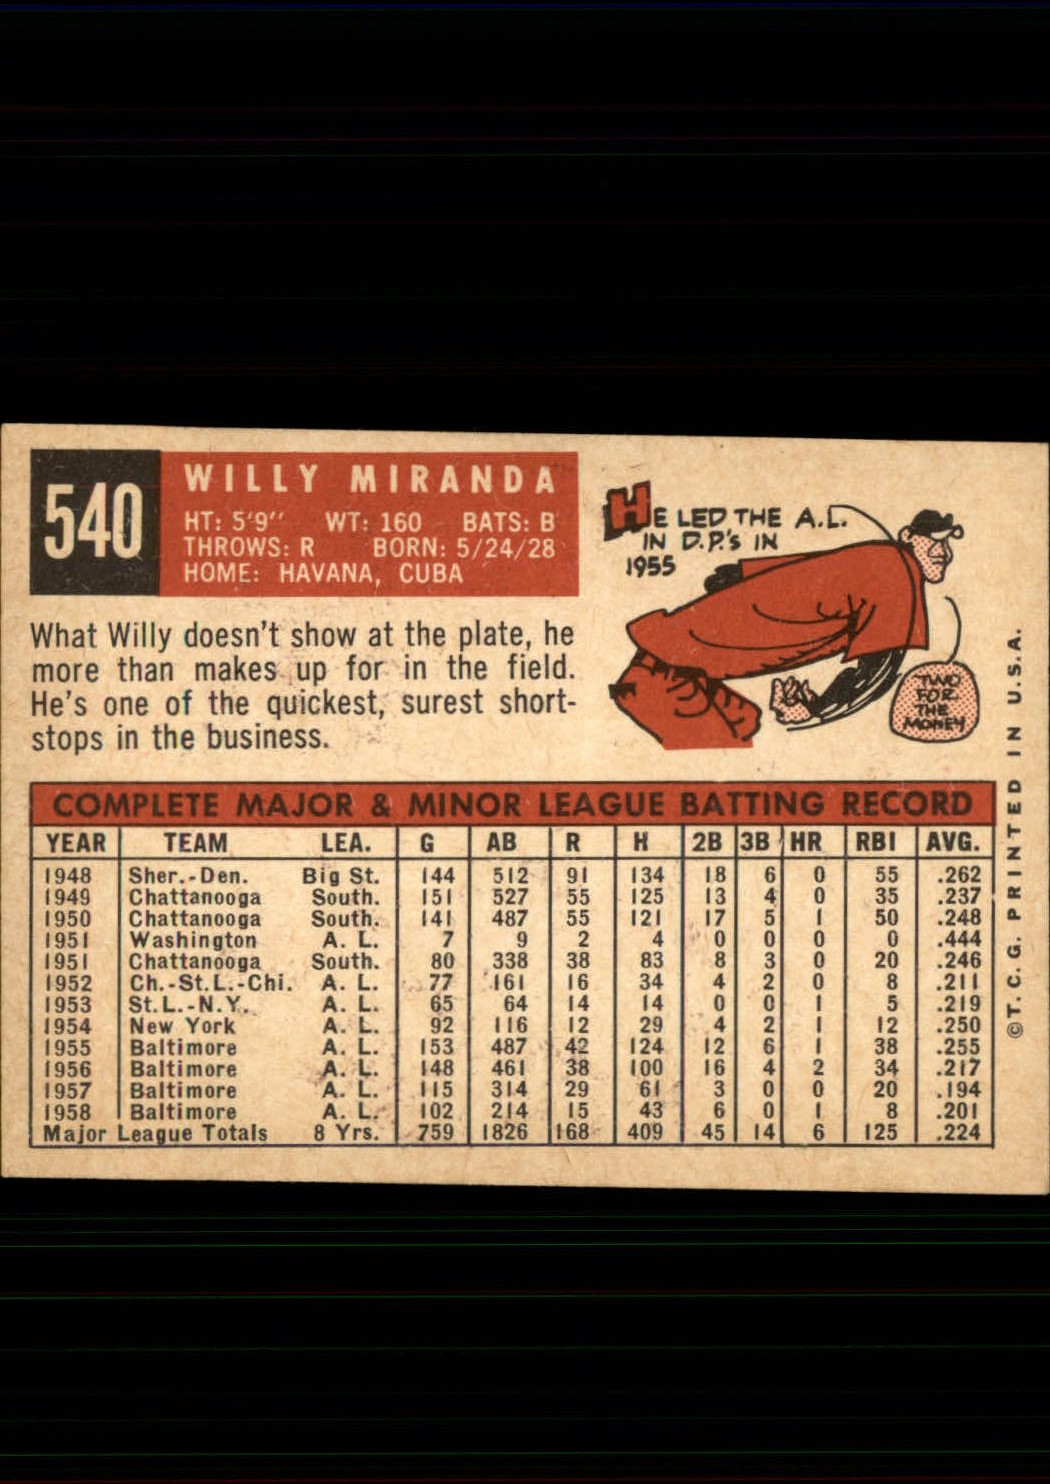 540
WILLY MIRANDA
HT: 5'9" WT: 160 BATS: B
THROWS: R BORN: 5/24/28
HOME: HAVANA, CUBA
HE LED THE A.L.
IN D.P.'s IN
1955
TWO
FOR
THE
MONEY
What Willy doesn't show at the plate, he
more than makes up for in the field.
He's one of the quickest, surest short-
stops in the business.
COMPLETE MAJOR & MINOR LEAGUE BATTING RECORD
YEAR TEAM LEA. G AB R H 2B 3B HR RBI AVG.
1948 Sher.-Den. Big St. 144 512 91 134 18 6 0 55 .262
1949 Chattanooga South. 151 527 55 125 13 4 0 35 .237
1950 Chattanooga South. 141 487 55 121 17 5 1 50 .248
1951 Washington A. L. 7 9 2 4 0 0 0 0 .444
1951 Chattanooga South. 80 338 38 83 8 3 0 20 .246
1952 Ch.-St.L.-Chi. A. L. 77 161 16 34 4 2 0 8 .211
1953 St.L.-N.Y. A. L. 65 64 14 14 0 0 1 5 .219
1954 New York A. L. 92 116 12 29 4 2 1 12 .250
1955 Baltimore A. L. 153 487 42 124 12 6 1 38 .255
1956 Baltimore A. L. 148 461 38 100 16 4 2 34 .217
1957 Baltimore A. L. 115 314 29 61 3 0 0 20 .194
1958 Baltimore A. L. 102 214 15 43 6 0 1 8 .201
Major League Totals 8 Yrs. 759 1826 168 409 45 14 6 125 .224
©T. C. G. PRINTED IN U.S.A.